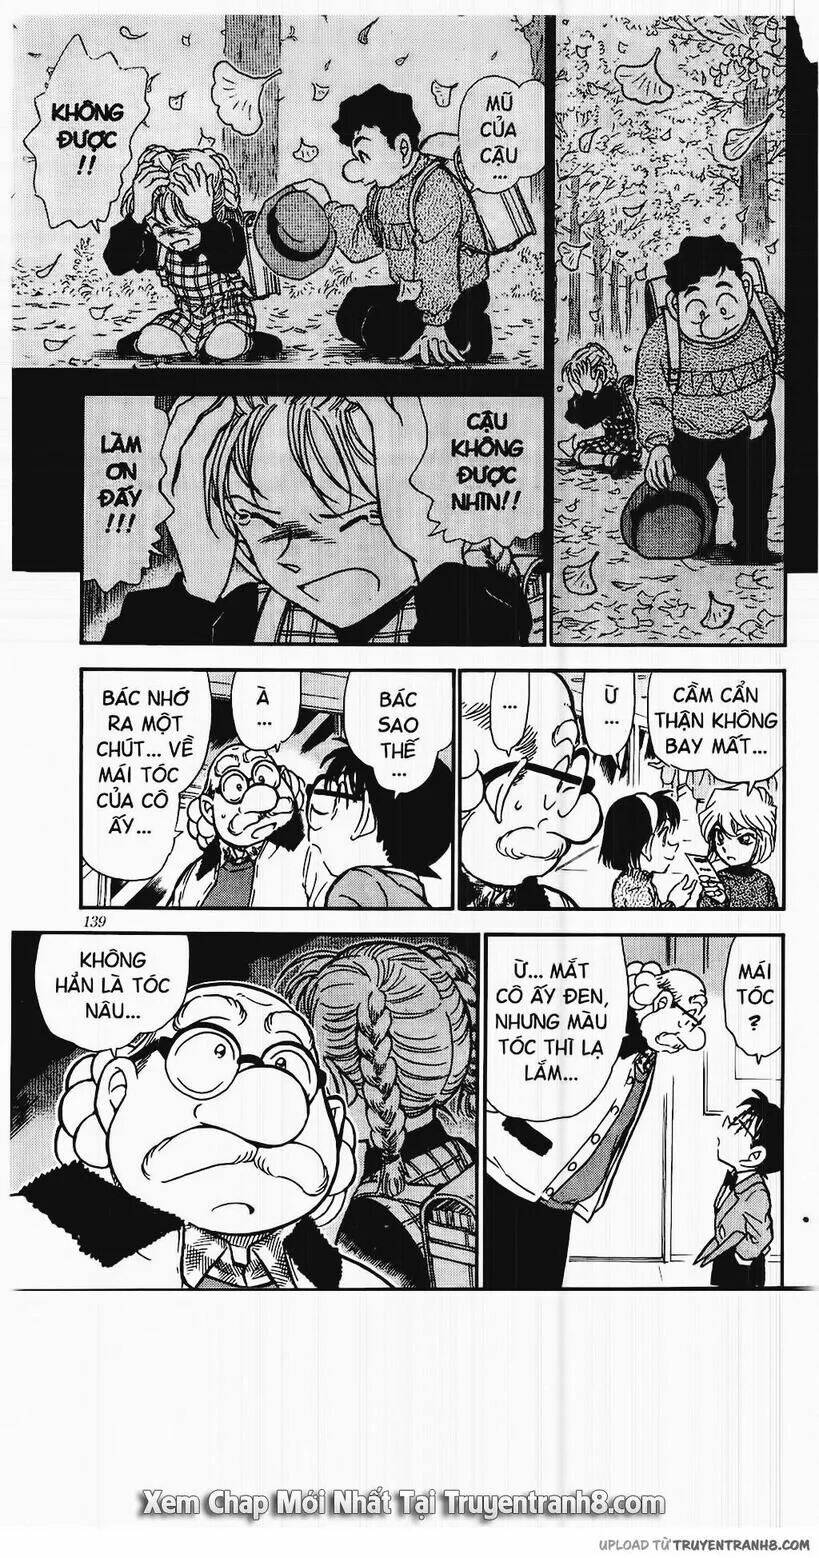 MŨ
CỦA
CẬU
...
KHÔNG
ĐƯỢC
!!
CẬU
KHÔNG
ĐƯỢC
NHÌN!!
LÀM
ƠN
ĐẤY
!!!
CẦM CẨN
THẬN KHÔNG
BAY MẤT...
Ừ
...
...
BÁC
SAO
THẾ
...
À
...
BÁC NHỚ
RA MỘT
CHÚT... VỀ
MÁI TÓC
CỦA CÔ
ẤY...
139
MÁI
TÓC
?
Ừ... MẮT
CÔ ẤY ĐEN,
NHƯNG MÀU
TÓC THÌ LẠ
LẮM...
KHÔNG
HẲN LÀ TÓC
NÂU...
Xem Chap Mới Nhất Tại Truyentranh8.com
UPLOAD TỪ TRUYENTRANH8.COM